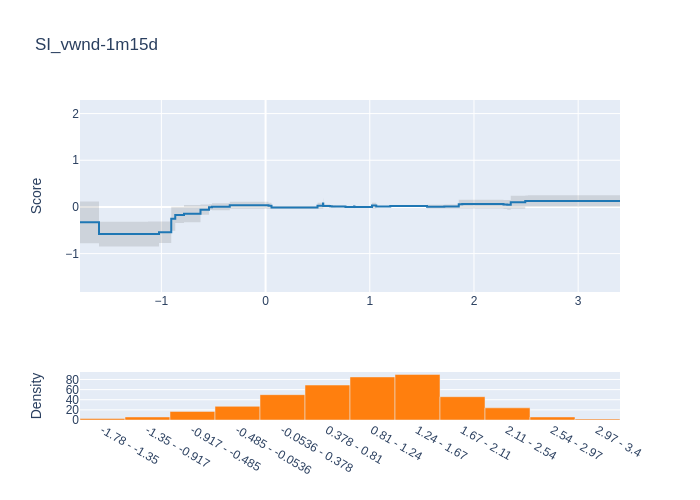 SI_vwnd-1m15d
Score
2
1
0
−1
−1
0
1
2
3
Density
80
60
40
20
0
-1.78 - -1.35
-1.35 - -0.917
-0.917 - -0.485
-0.485 - -0.0536
-0.0536 - 0.378
0.378 - 0.81
0.81 - 1.24
1.24 - 1.67
1.67 - 2.11
2.11 - 2.54
2.54 - 2.97
2.97 - 3.4